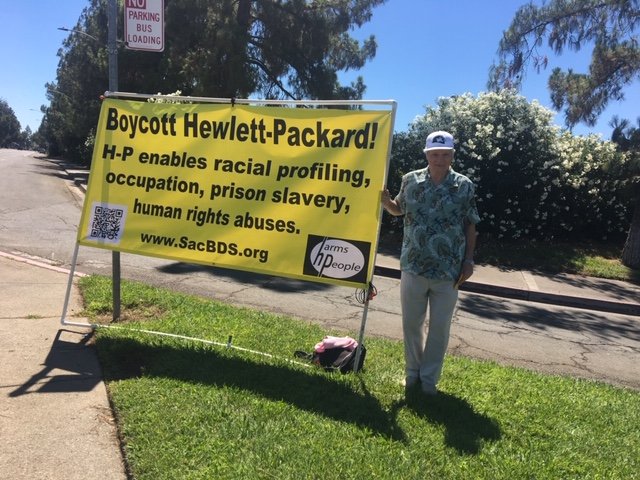 NO
PARKING
BUS
LOADING
Boycott Hewlett-Packard!
H-P enables racial profiling,
occupation, prison slavery,
human rights abuses.
www.SacBDS.org
harms
people